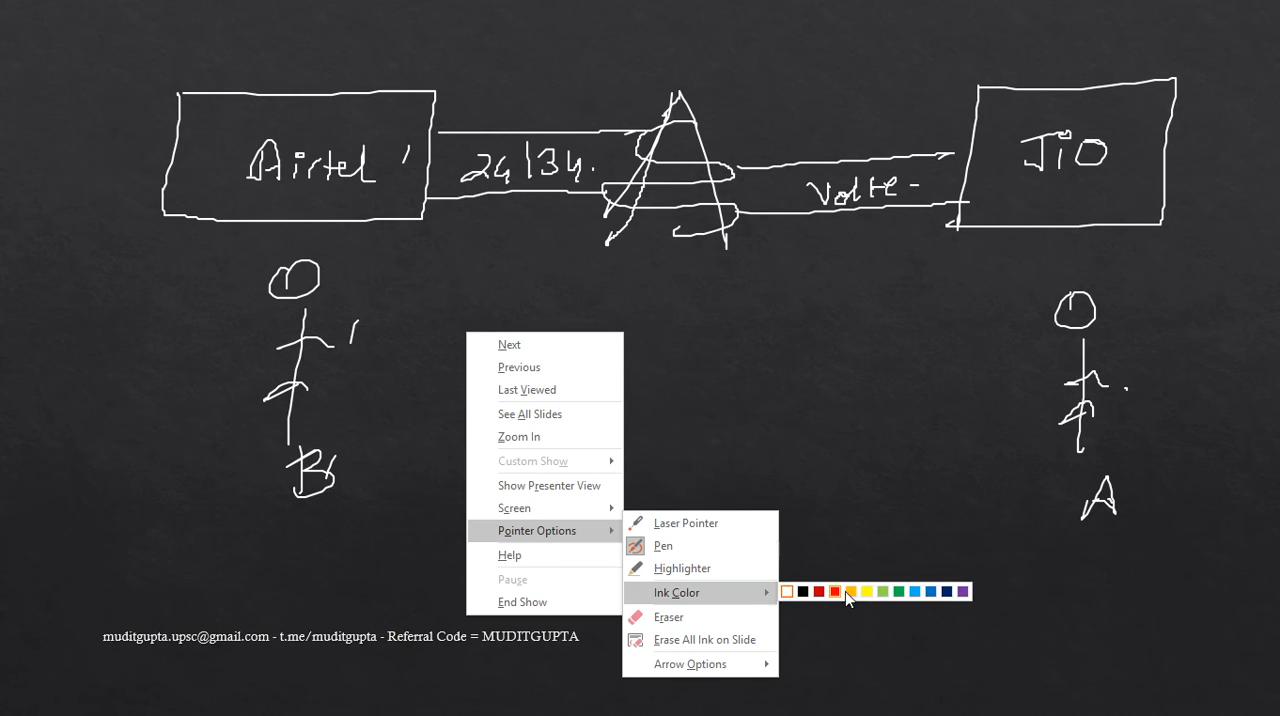 Airtel
24/34.
Volte -
JiO
B
A
Next
Previous
Last Viewed
See All Slides
Zoom In
Custom Show
Show Presenter View
Screen
Pointer Options
Help
Pause
End Show
Laser Pointer
Pen
Highlighter
Ink Color
Eraser
Erase All Ink on Slide
Arrow Options
muditgupta.upsc@gmail.com - t.me/muditgupta - Referral Code = MUDITGUPTA